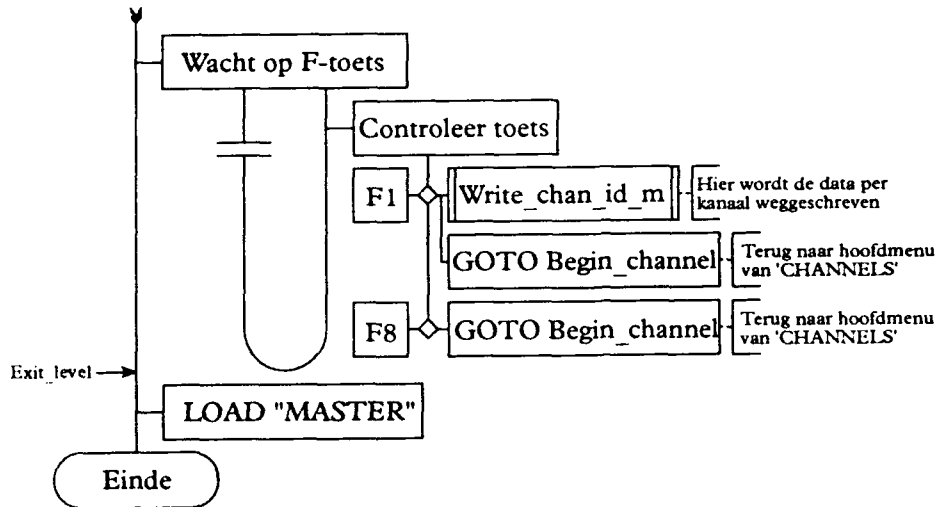 Wacht op F-toets
Controleer toets
F1
Write_chan_id_m
Hier wordt de data per
kanaal weggeschreven
GOTO Begin_channel
Terug naar hoofdmenu
van 'CHANNELS'
F8
GOTO Begin_channel
Terug naar hoofdmenu
van 'CHANNELS'
Exit_level
LOAD "MASTER"
Einde